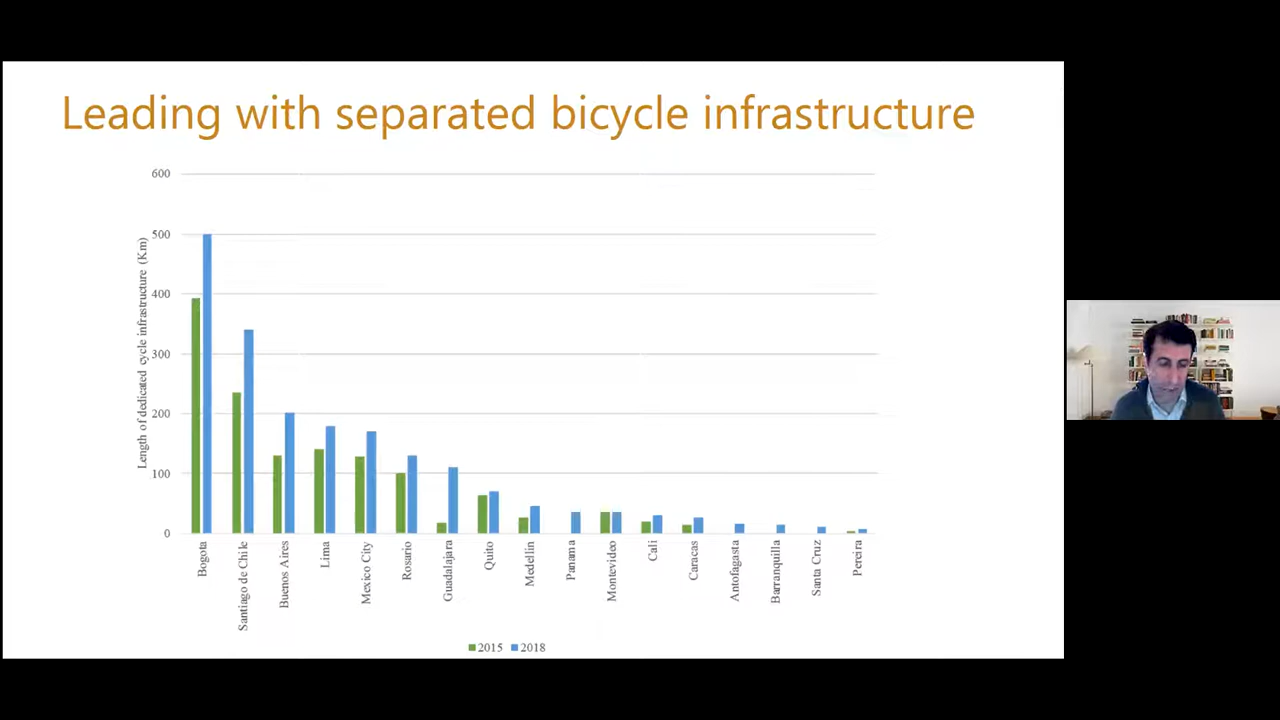 Leading with separated bicycle infrastructure
Length of dedicated cycle infrastructure (Km)
600
500
400
300
200
100
0
Bogota
Santiago de Chile
Buenos Aires
Lima
Mexico City
Rosario
Guadalajara
Quito
Medellin
Panama
Montevideo
Cali
Caracas
Antofagasta
Barranquilla
Santa Cruz
Pereira
2015 2018